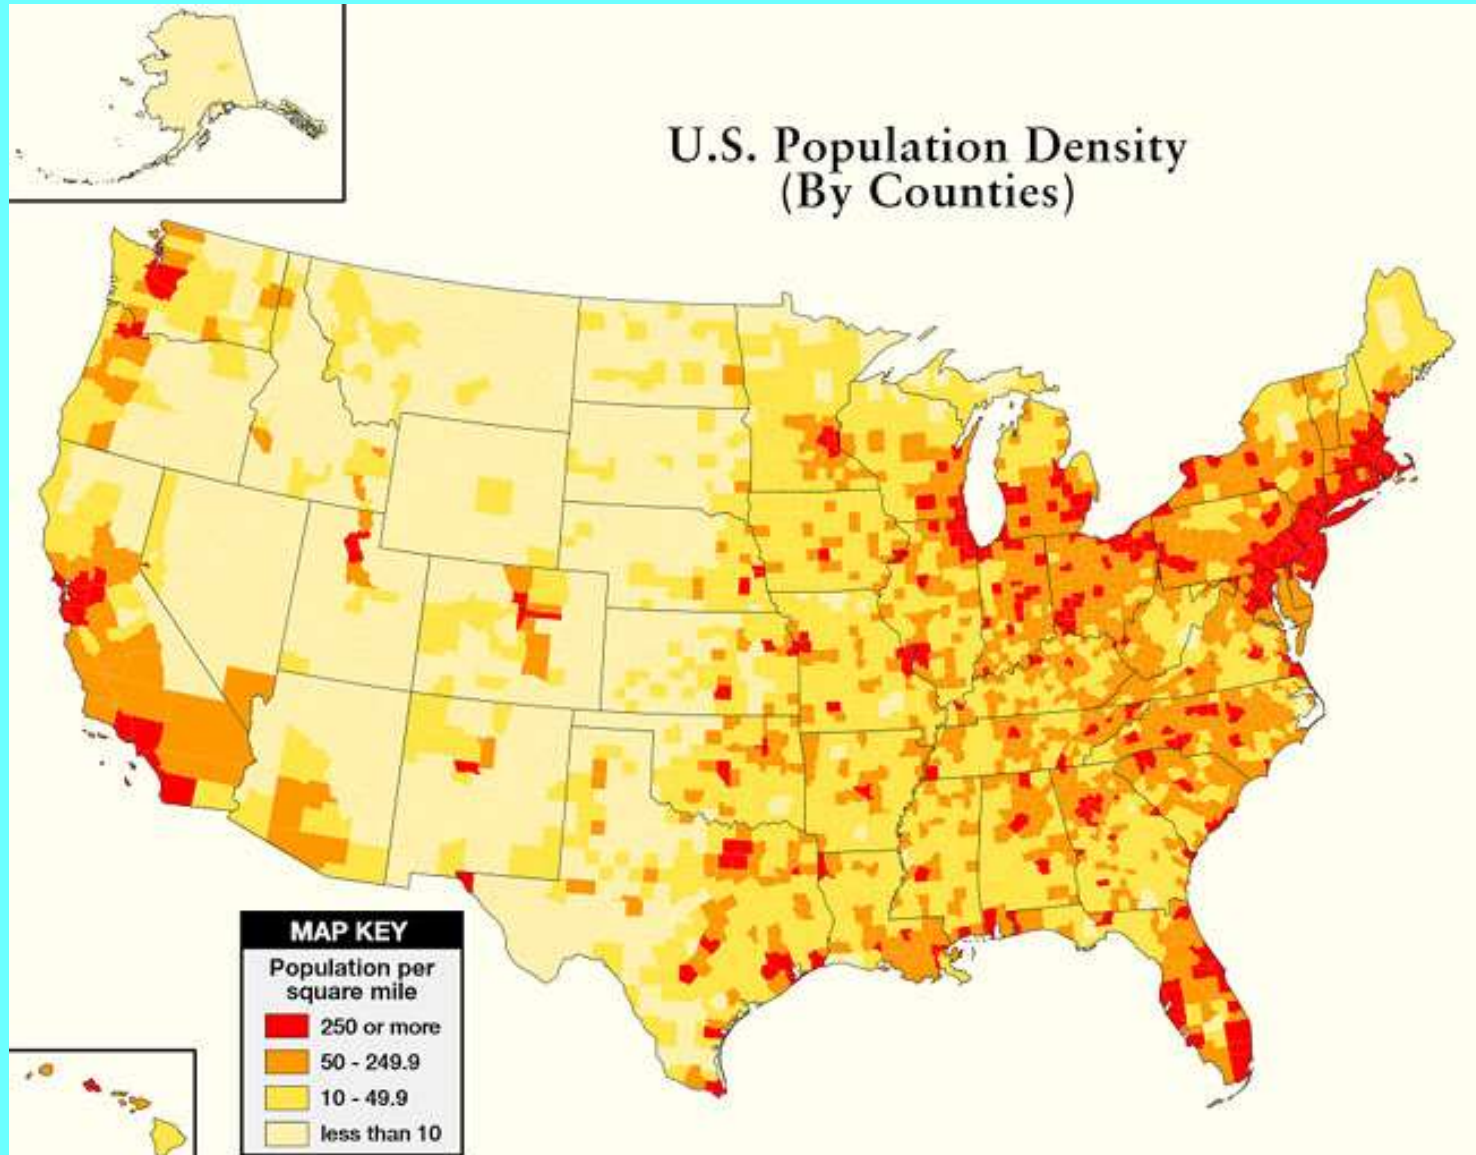 U.S. Population Density
(By Counties)
MAP KEY
Population per
square mile
250 or more
50 - 249.9
10 - 49.9
less than 10